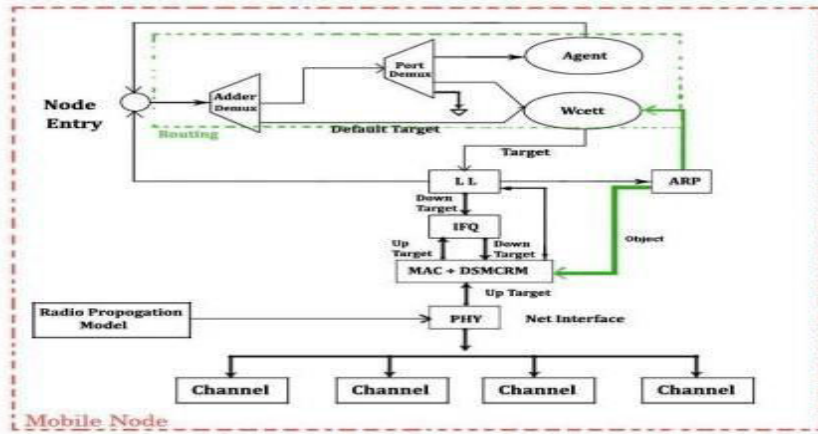 Agent
Port
Demux
Adder
Demux
Node
Entry
Wcett
Routing
Default Target
Target
L L
ARP
Down
Target
IFQ
Up
Target
Down
Target
Object
MAC + DSMCRM
Up Target
Radio Propogation
Model
PHY
Net Interface
Channel
Channel
Channel
Channel
Mobile Node